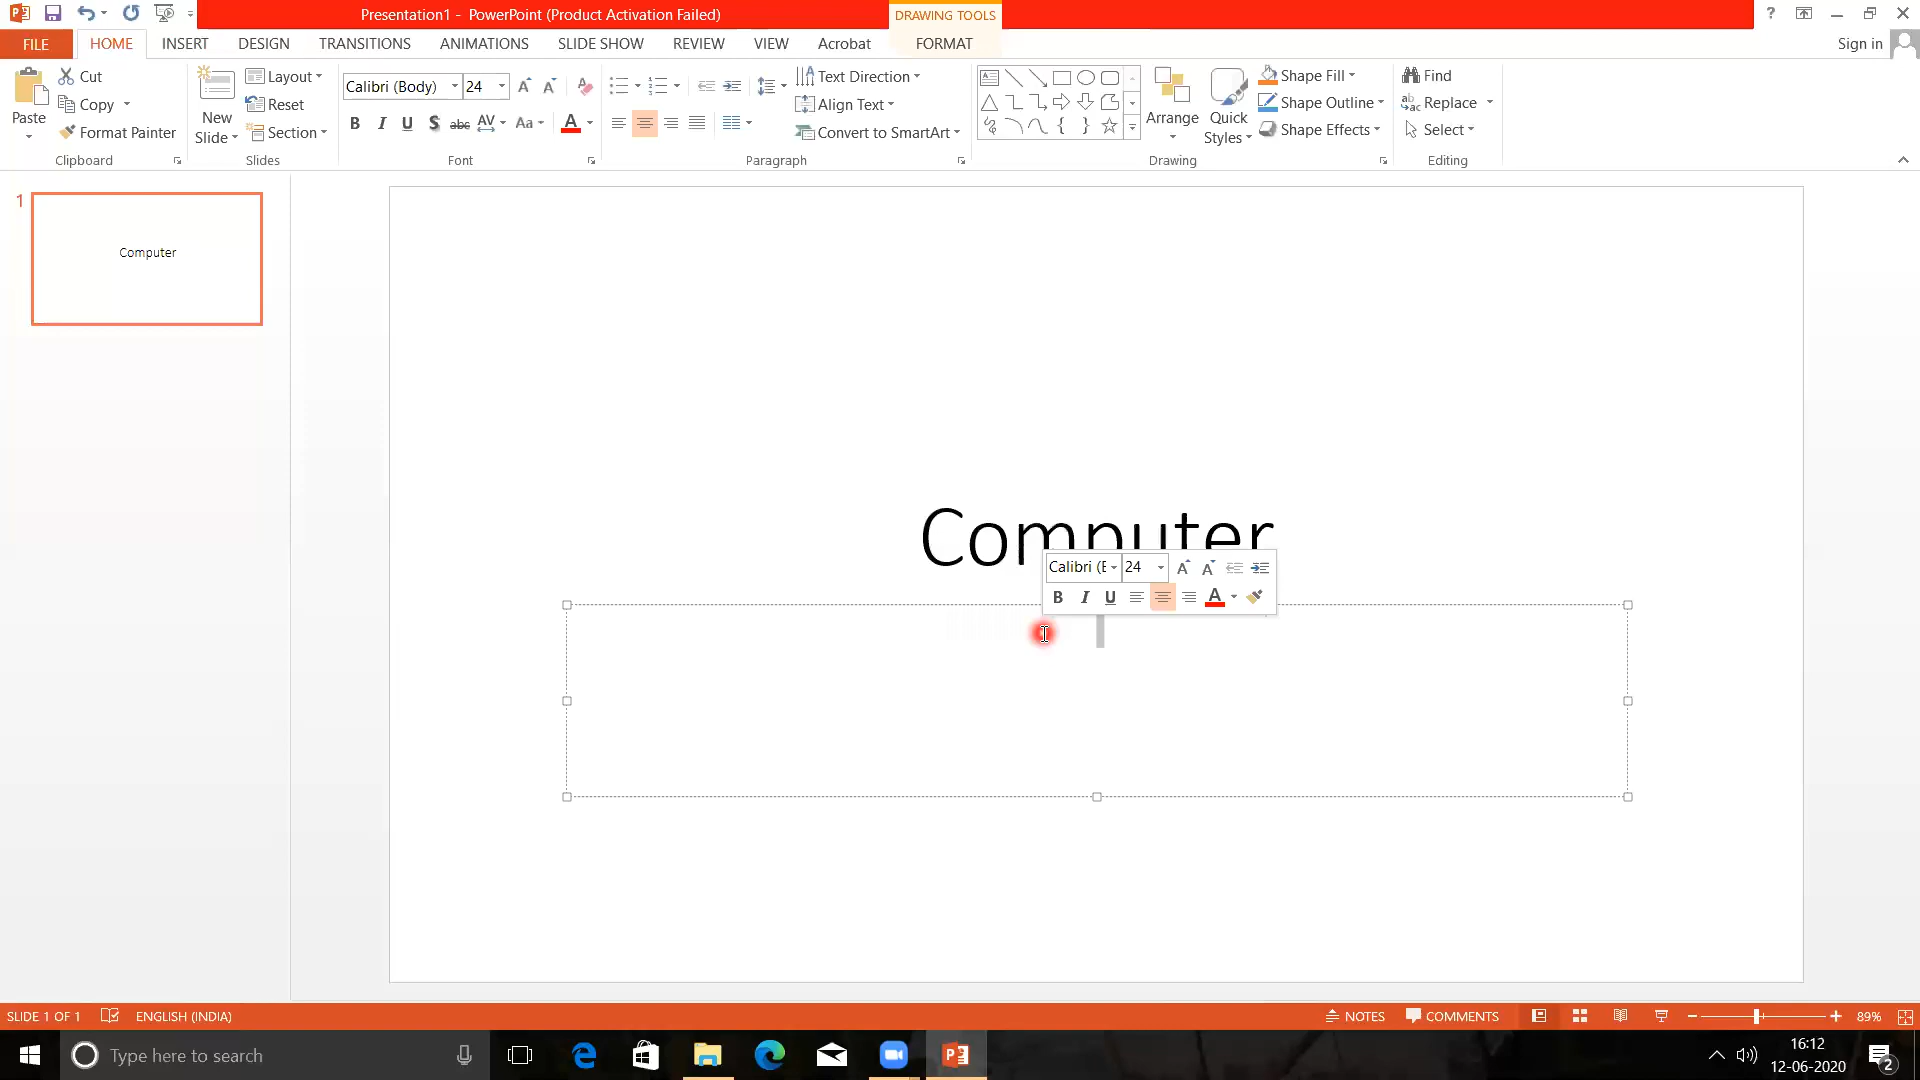 Presentation1 - PowerPoint (Product Activation Failed)
DRAWING TOOLS
?
FILE
HOME
INSERT
DESIGN
TRANSITIONS
ANIMATIONS
SLIDE SHOW
REVIEW
VIEW
Acrobat
FORMAT
Sign in
Paste
Cut
Copy
Format Painter
Clipboard
New
Slide
Layout
Reset
Section
Slides
Calibri (Body)
24
B I U S abc AV Aa A
Font
Text Direction
Align Text
Convert to SmartArt
Paragraph
Arrange
Quick
Styles
Shape Fill
Shape Outline
Shape Effects
Drawing
Find
Replace
Select
Editing
1
Computer
Computer
Calibri (E
24
B I U A
SLIDE 1 OF 1
ENGLISH (INDIA)
NOTES
COMMENTS
89%
Type here to search
16:12
12-06-2020
2